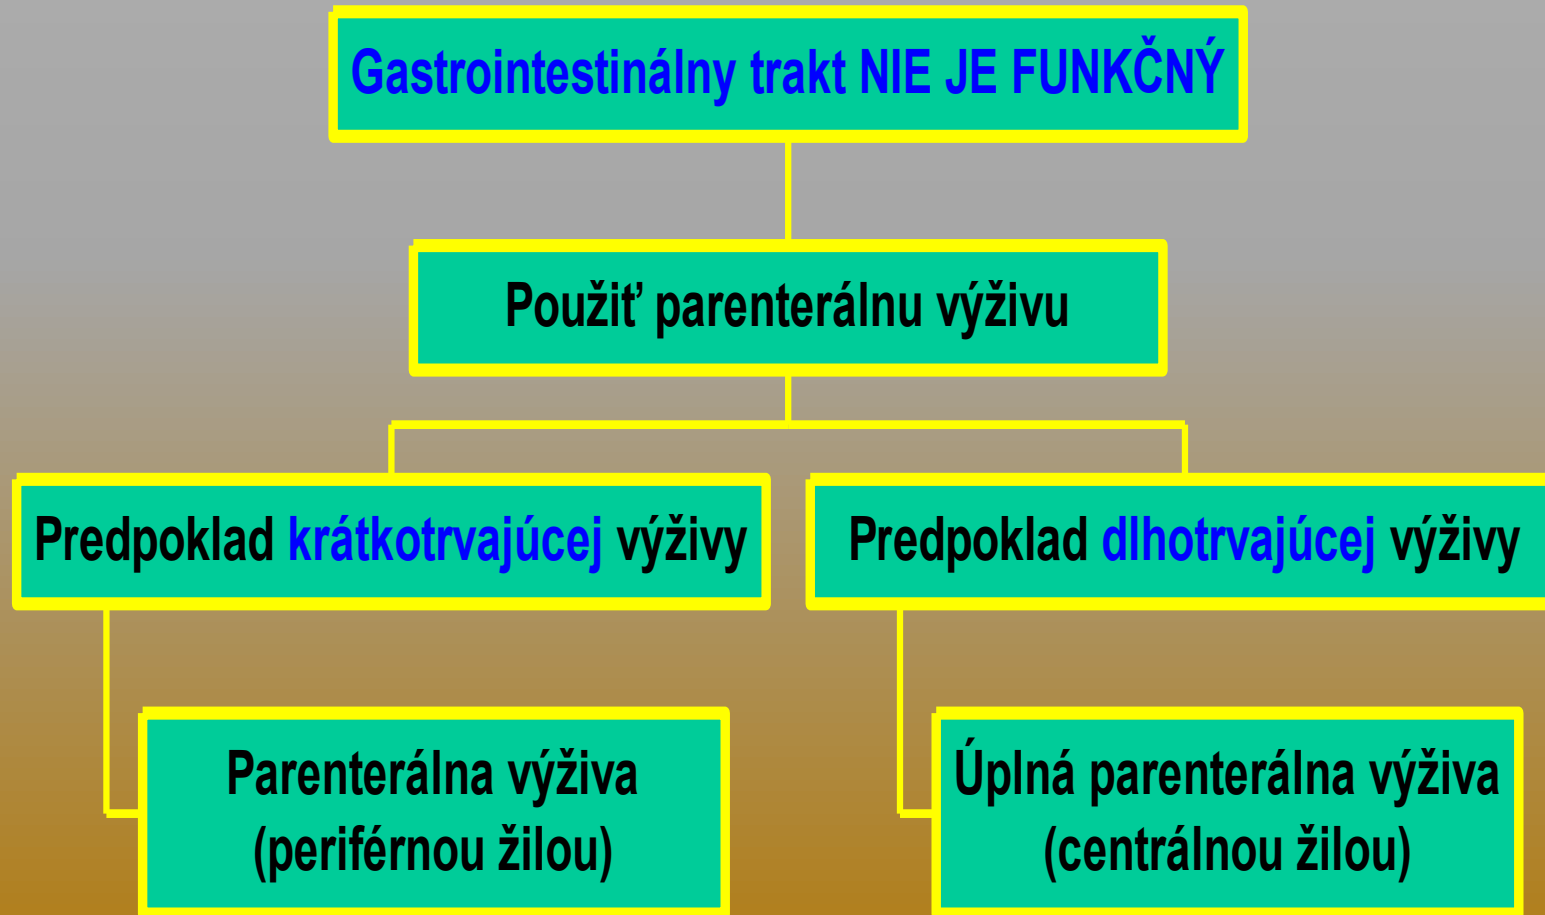 Gastrointestinálny trakt NIE JE FUNKČNÝ
Použiť parenterálnu výživu
Predpoklad krátkotrvajúcej výživy
Predpoklad dlhotrvajúcej výživy
Parenterálna výživa
(periférnou žilou)
Úplná parenterálna výživa
(centrálnou žilou)